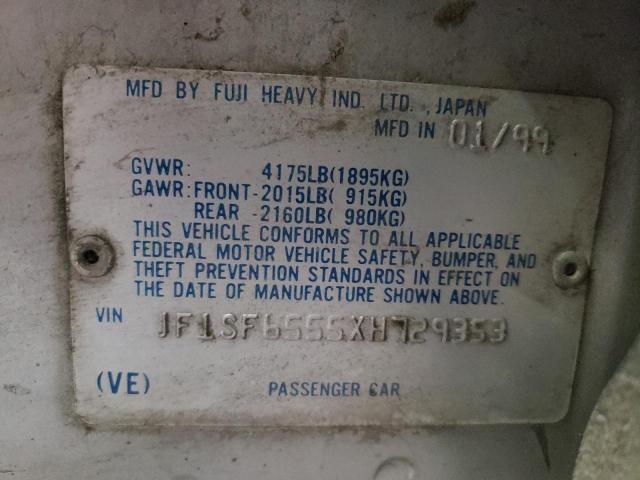 MFD BY FUJI HEAVY IND. LTD. , JAPAN
MFD IN 01/99
GVWR: 4175LB(1895KG)
GAWR: FRONT-2015LB( 915KG)
REAR -2160LB( 980KG)
THIS VEHICLE CONFORMS TO ALL APPLICABLE
FEDERAL MOTOR VEHICLE SAFETY, BUMPER, AND
THEFT PREVENTION STANDARDS IN EFFECT ON
THE DATE OF MANUFACTURE SHOWN ABOVE.
VIN JF1SF6555XH729353
(VE) PASSENGER CAR